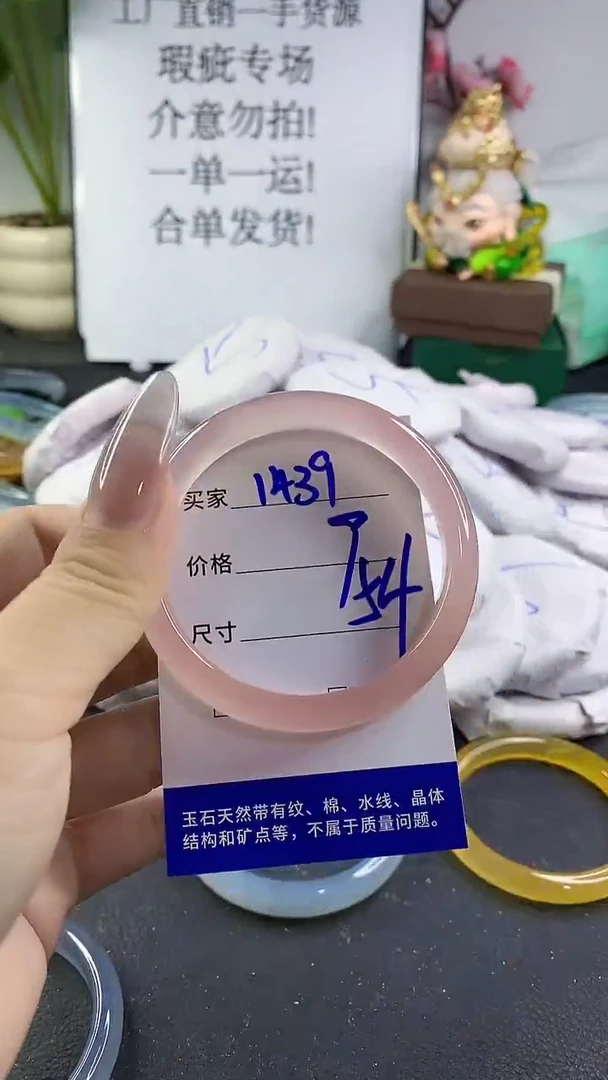 工厂直销一手货源
瑕疵专场
介意勿拍!
一单一运!
合单发货!
买家 1439
价格
尺寸 54
玉石天然带有纹、棉、水线、晶体
结构和矿点等，不属于质量问题。